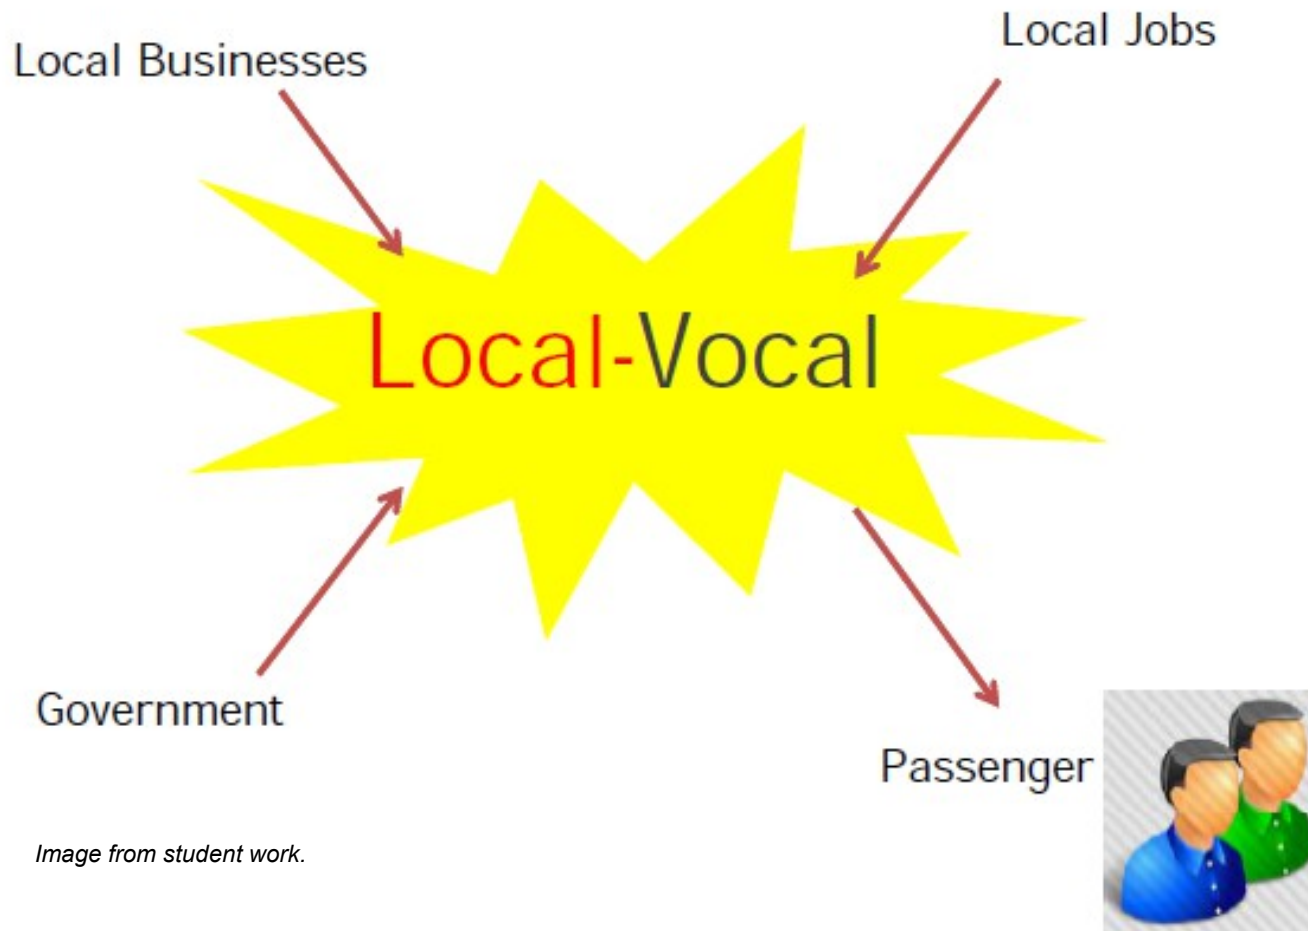 Local Jobs
Local Businesses
Local-Vocal
Government
Passenger
Image from student work.